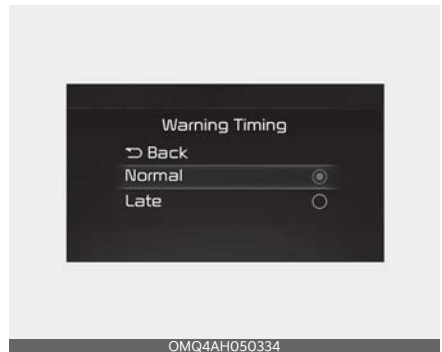 Warning Timing
Back
Normal
Late
OMQ4AH050334